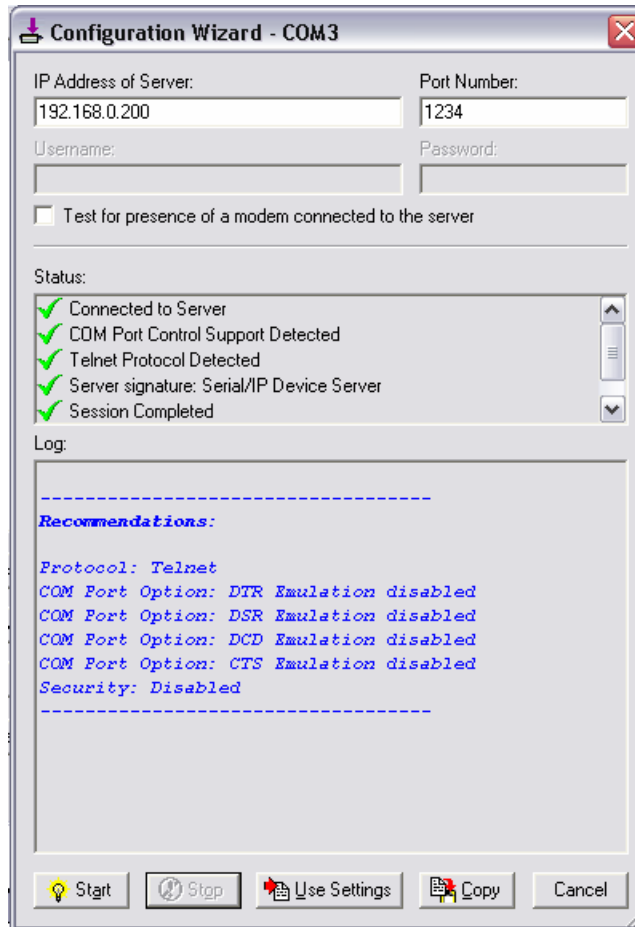 Configuration Wizard - COM3
IP Address of Server: Port Number:
192.168.0.200 1234
Username: Password:
Test for presence of a modem connected to the server
Status:
Connected to Server
COM Port Control Support Detected
Telnet Protocol Detected
Server signature: Serial/IP Device Server
Session Completed
Log:
-----------------------------------
Recommendations:
Protocol: Telnet
COM Port Option: DTR Emulation disabled
COM Port Option: DSR Emulation disabled
COM Port Option: DCD Emulation disabled
COM Port Option: CTS Emulation disabled
Security: Disabled
-----------------------------------
Start Stop Use Settings Copy Cancel